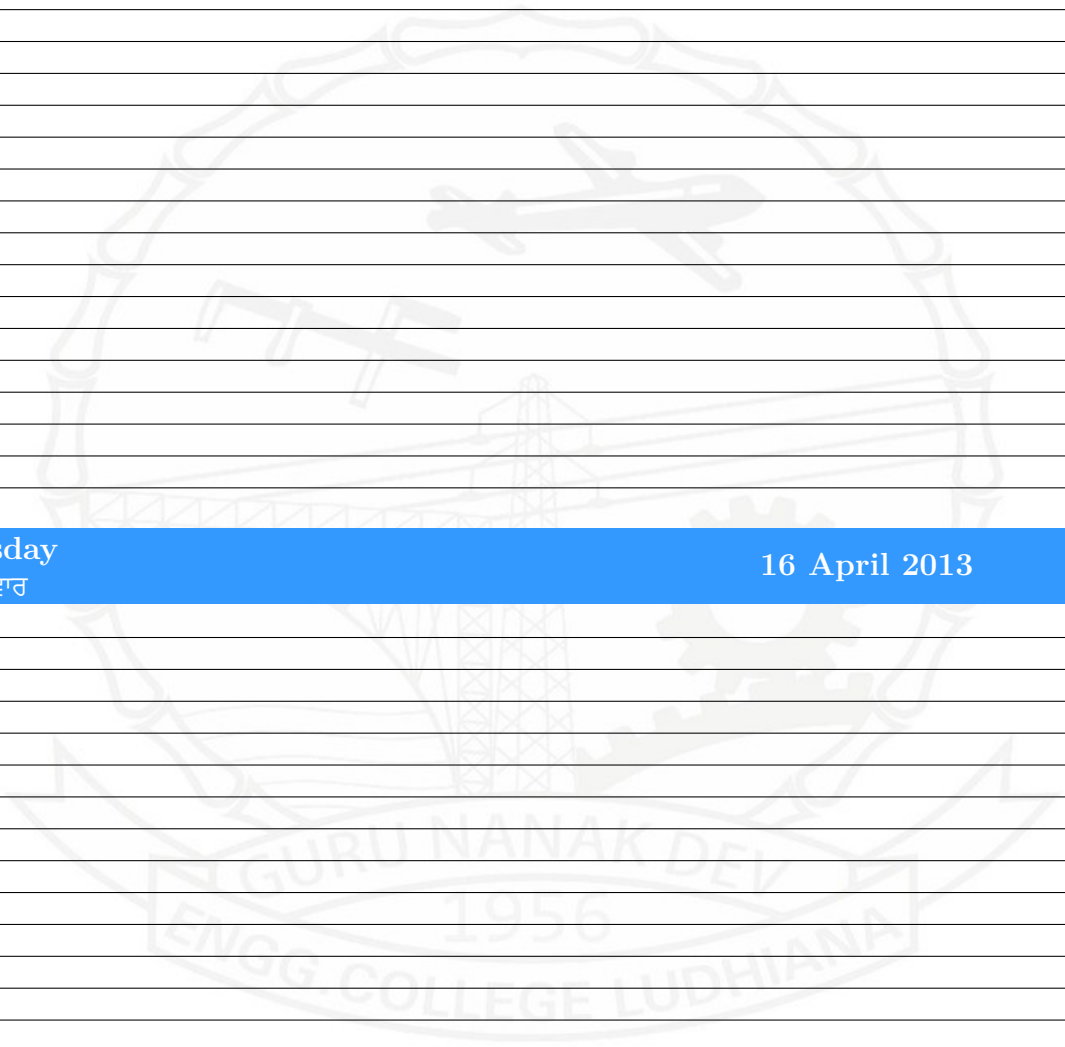 sday
ਵਾਰ
16 April 2013
GURU NANAK DEV
1956
ENGG. COLLEGE LUDHIANA